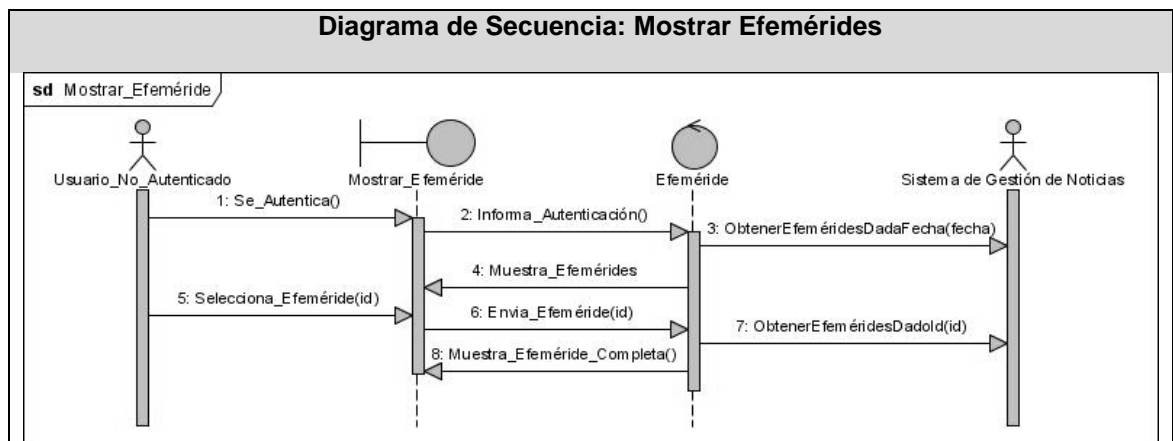 Diagrama de Secuencia: Mostrar Efemérides
sd Mostrar_Efeméride
Usuario_No_Autenticado
Mostrar_Efeméride
Efeméride
Sistema de Gestión de Noticias
1: Se_Autentica()
2: Informa_Autenticación()
3: ObtenerEfeméridesDadaFecha(fecha)
4: Muestra_Efemérides
5: Selecciona_Efeméride(id)
6: Envia_Efeméride(id)
7: ObtenerEfeméridesDadoId(id)
8: Muestra_Efeméride_Completa()